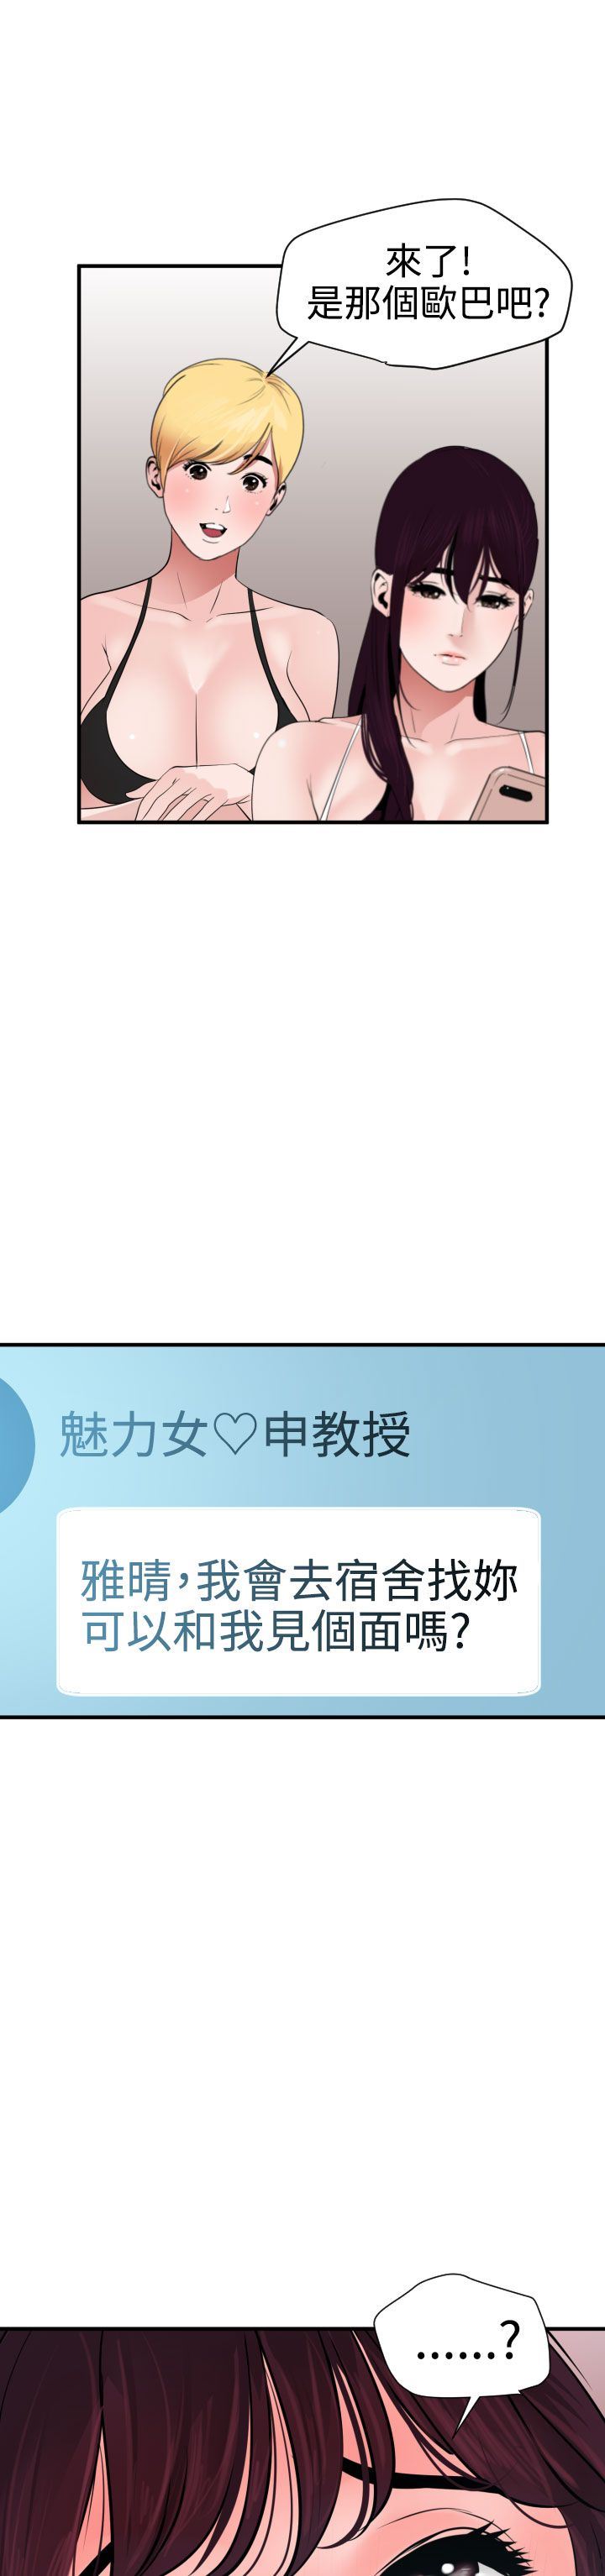 來了!
是那個歐巴吧?
魅力女♡申教授
雅晴,我會去宿舍找妳
可以和我見個面嗎?
......?